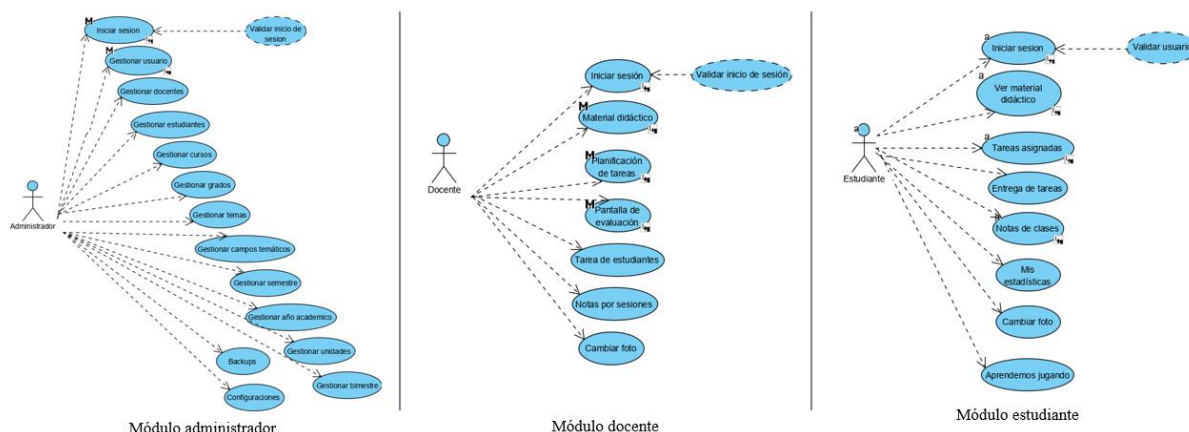 M
Iniciar sesion
Validar inicio de
sesion
M
Gestionar usuario
Gestionar docentes
Gestionar estudiantes
Gestionar cursos
Gestionar grados
Administrador
Gestionar temas
Gestionar campos temáticos
Gestionar semestre
Gestionar año academico
Gestionar unidades
Backups
Gestionar bimestre
Configuraciones
Módulo administrador
Iniciar sesión
Validar inicio de sesión
M
Material didáctico
M
Planificación
de tareas
Docente
M
Pantalla de
evaluación
Tarea de estudiantes
Notas por sesiones
Cambiar foto
Módulo docente
a
Iniciar sesion
Validar usuario
a
Ver material
didáctico
a
a
Tareas asignadas
Estudiante
Entrega de tareas
a
Notas de clases
Mis
estadísticas
Cambiar foto
Aprendemos jugando
Módulo estudiante